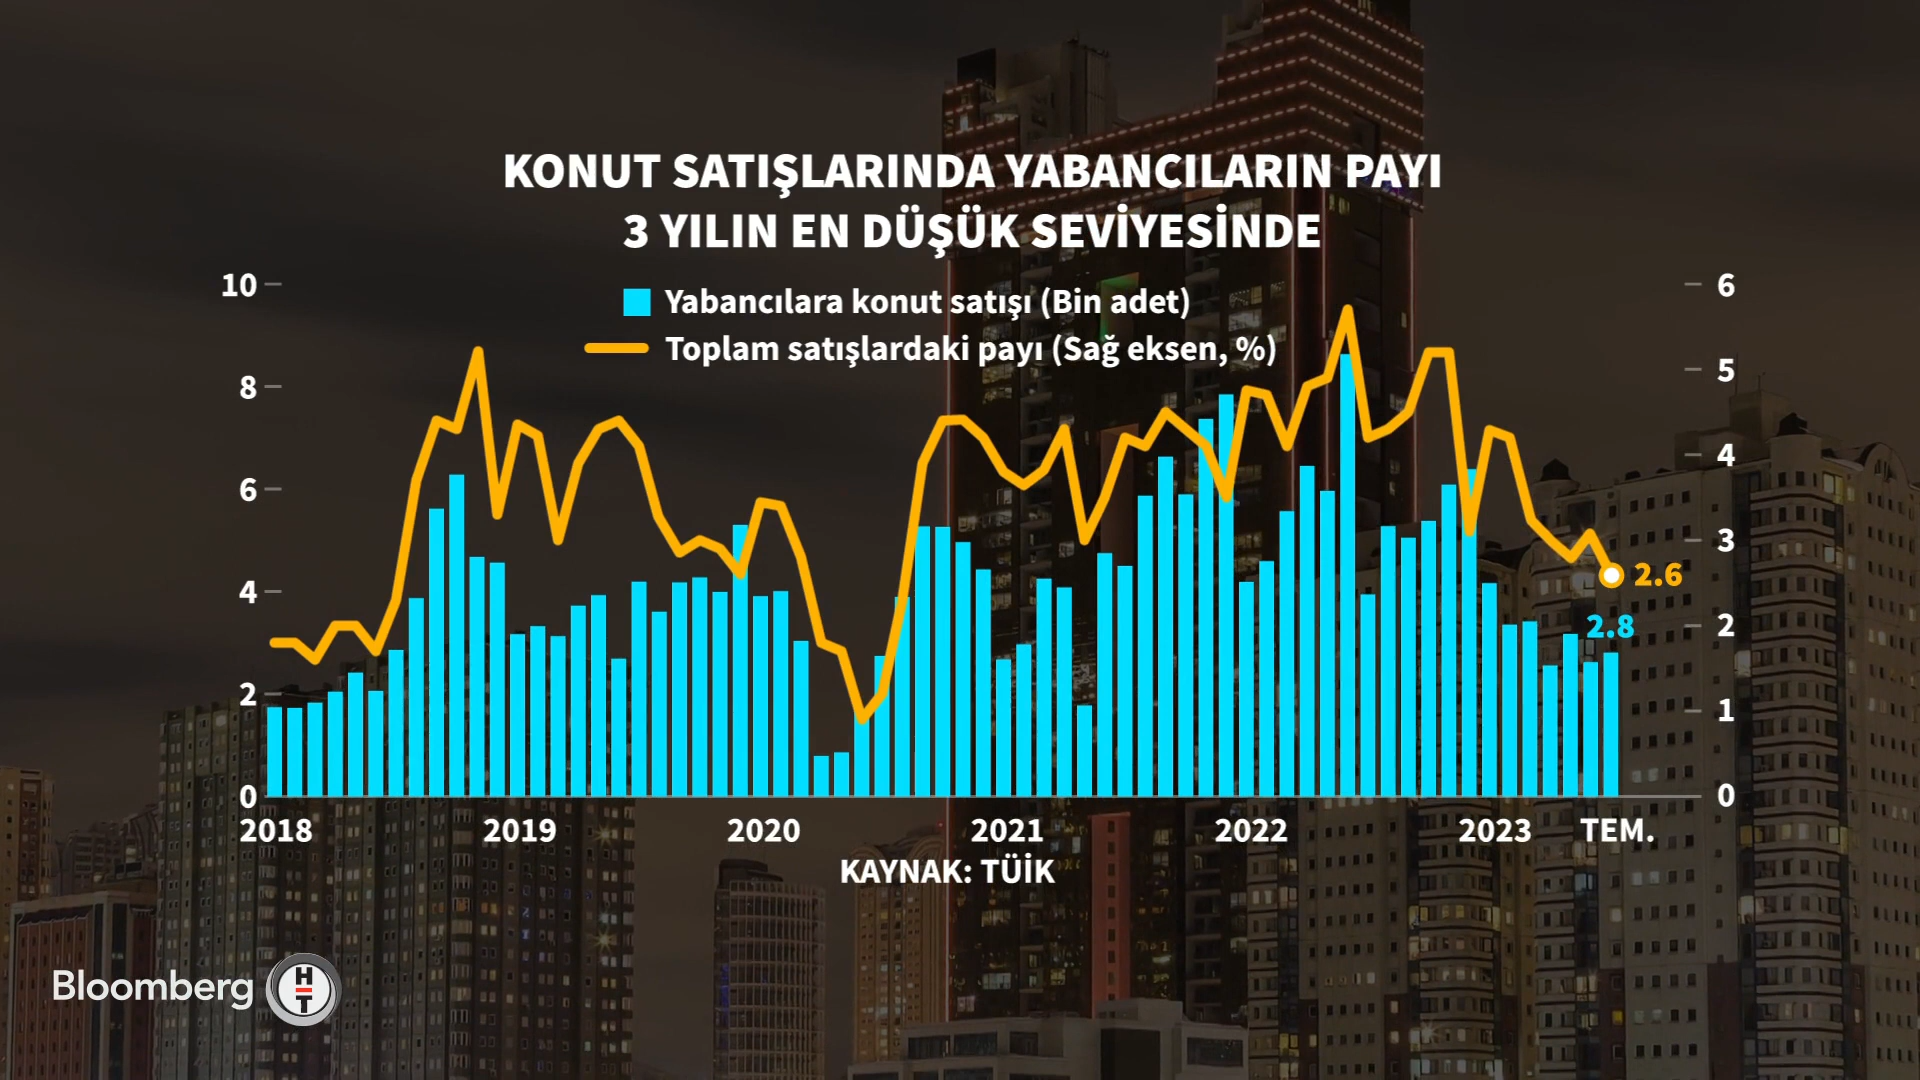 KONUT SATIŞLARINDA YABANCILARIN PAYI
3 YILIN EN DÜŞÜK SEVİYESİNDE
Yabancılara konut satışı (Bin adet)
Toplam satışlardaki payı (Sağ eksen, %)
10
8
6
4
2
0
6
5
4
3
2
1
0
2.6
2.8
2018 2019 2020 2021 2022 2023 TEM.
KAYNAK: TÜİK
Bloomberg HT